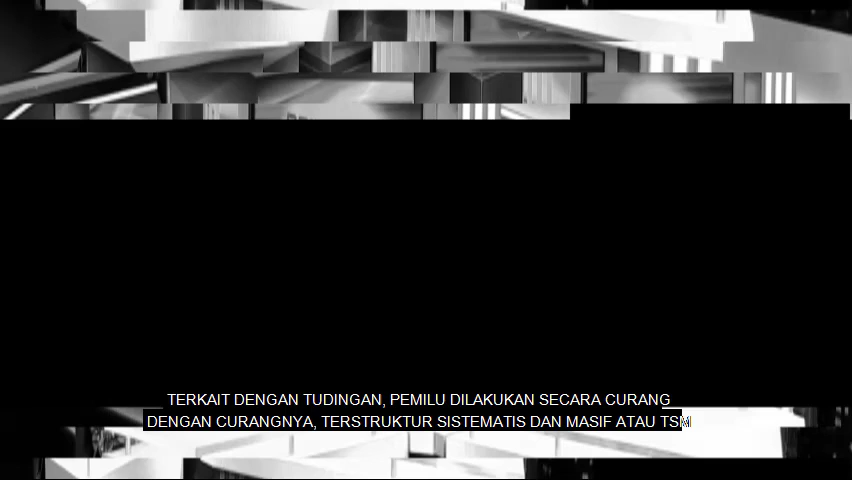 TERKAIT DENGAN TUDINGAN, PEMILU DILAKUKAN SECARA CURANG
DENGAN CURANGNYA, TERSTRUKTUR SISTEMATIS DAN MASIF ATAU TSM